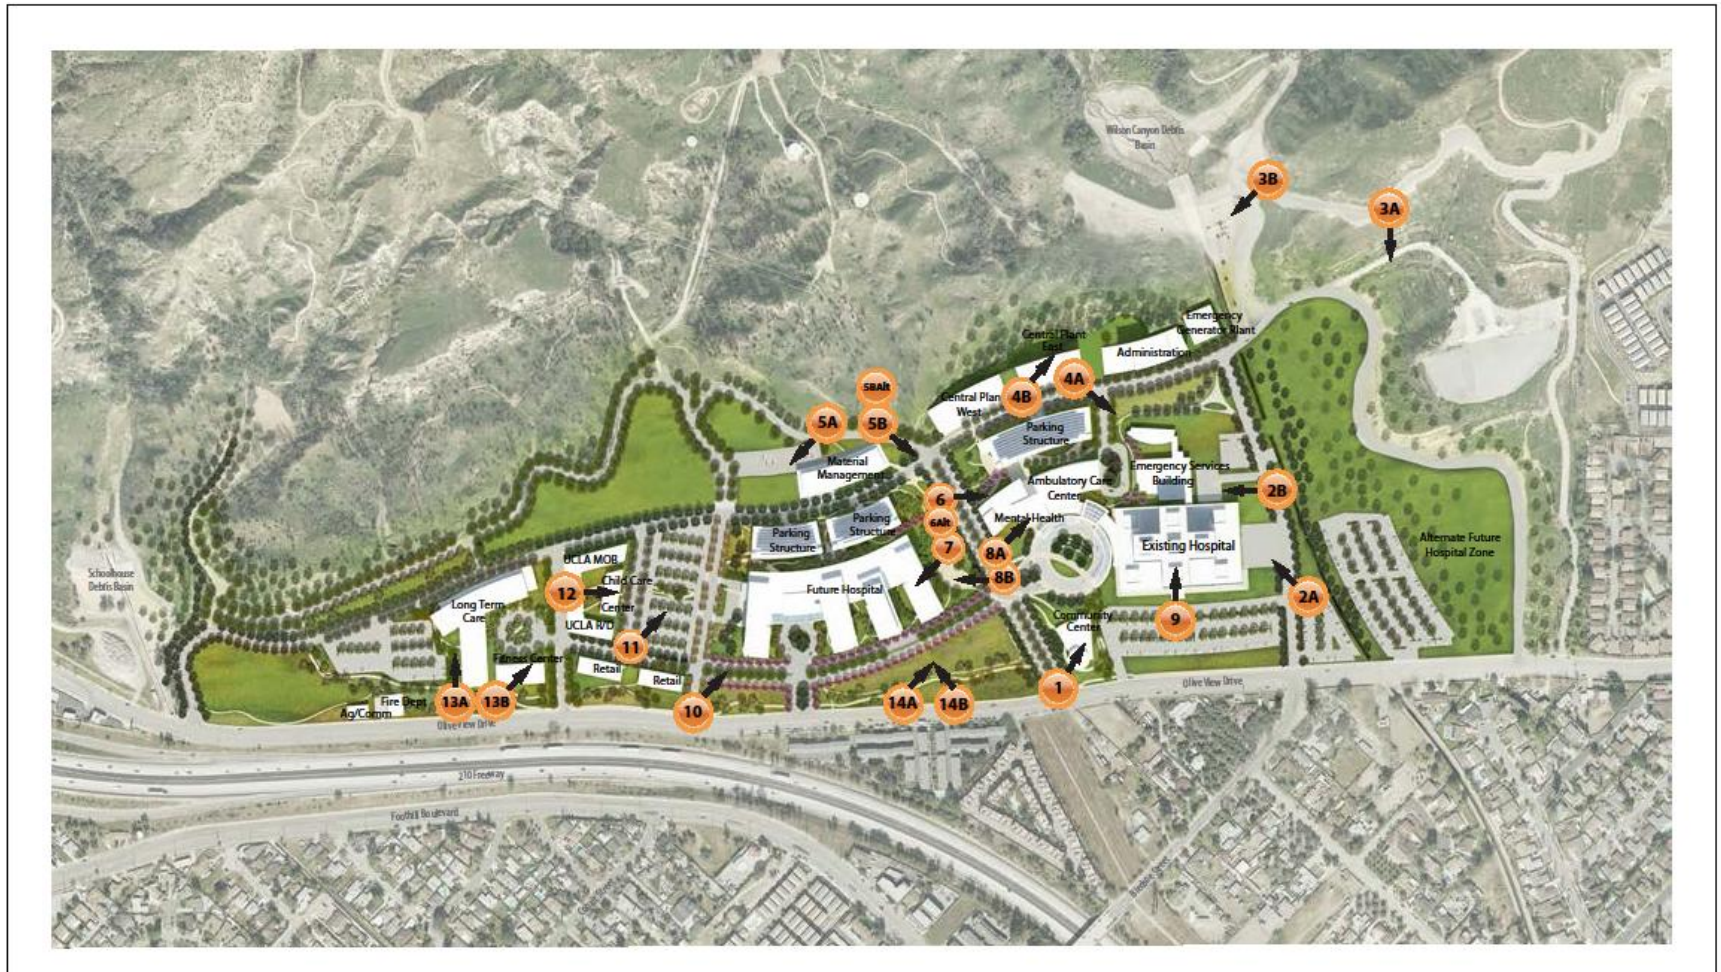 Wilson Canyon Debris
Basin
3B
3A
Emergency
Generator Plant
Central Plant
East
Administration
4A
4B
5BAlt
Central Plan
West
5A
5B
Parking
Structure
Material
Management
Emergency Services
Building
Ambulatory Care
Center
2B
6
6Alt
Mental Health
Parking
Structure
Parking
Structure
7
8A
8B
Existing Hospital
Alternate Future
Hospital Zone
UCLA MOB
Schoolhouse
Debris Basin
Child Care
Center
12
Future Hospital
Long Term
Care
2A
9
Community
Center
UCLA R/D
11
Fitness Center
Retail
Retail
1
Olive View Drive
13A
13B
Fire Dept
Ag/Comm
10
14A
14B
Olive View Drive
210 Freeway
Foothill Boulevard